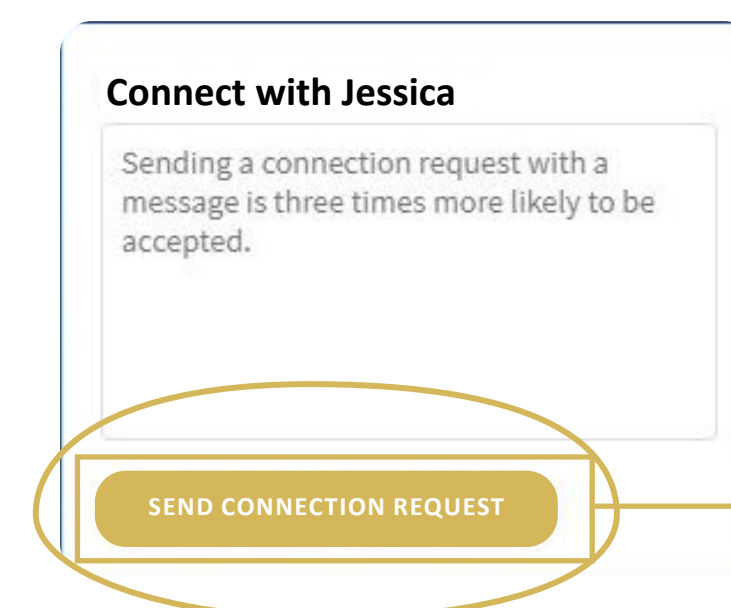 Connect with Jessica
Sending a connection request with a
message is three times more likely to be
accepted.
SEND CONNECTION REQUEST